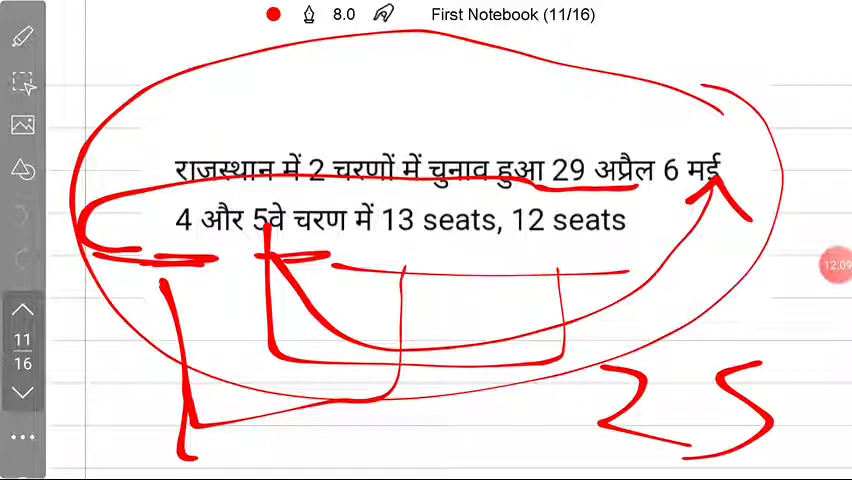 8.0 First Notebook (11/16)
राजस्थान में 2 चरणों में चुनाव हुआ 29 अप्रैल 6 मई
4 और 5वे चरण में 13 seats, 12 seats
12:09
11
16
25